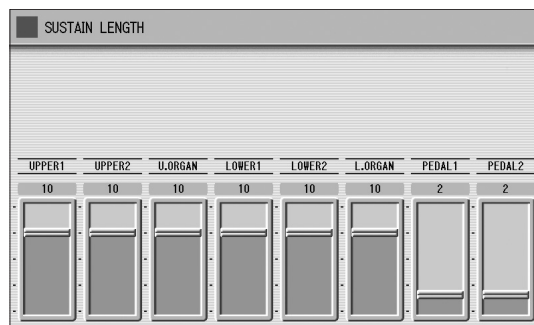 SUSTAIN LENGTH
UPPER1 UPPER2 U.ORGAN LOWER1 LOWER2 L.ORGAN PEDAL1 PEDAL2
10 10 10 10 10 10 2 2